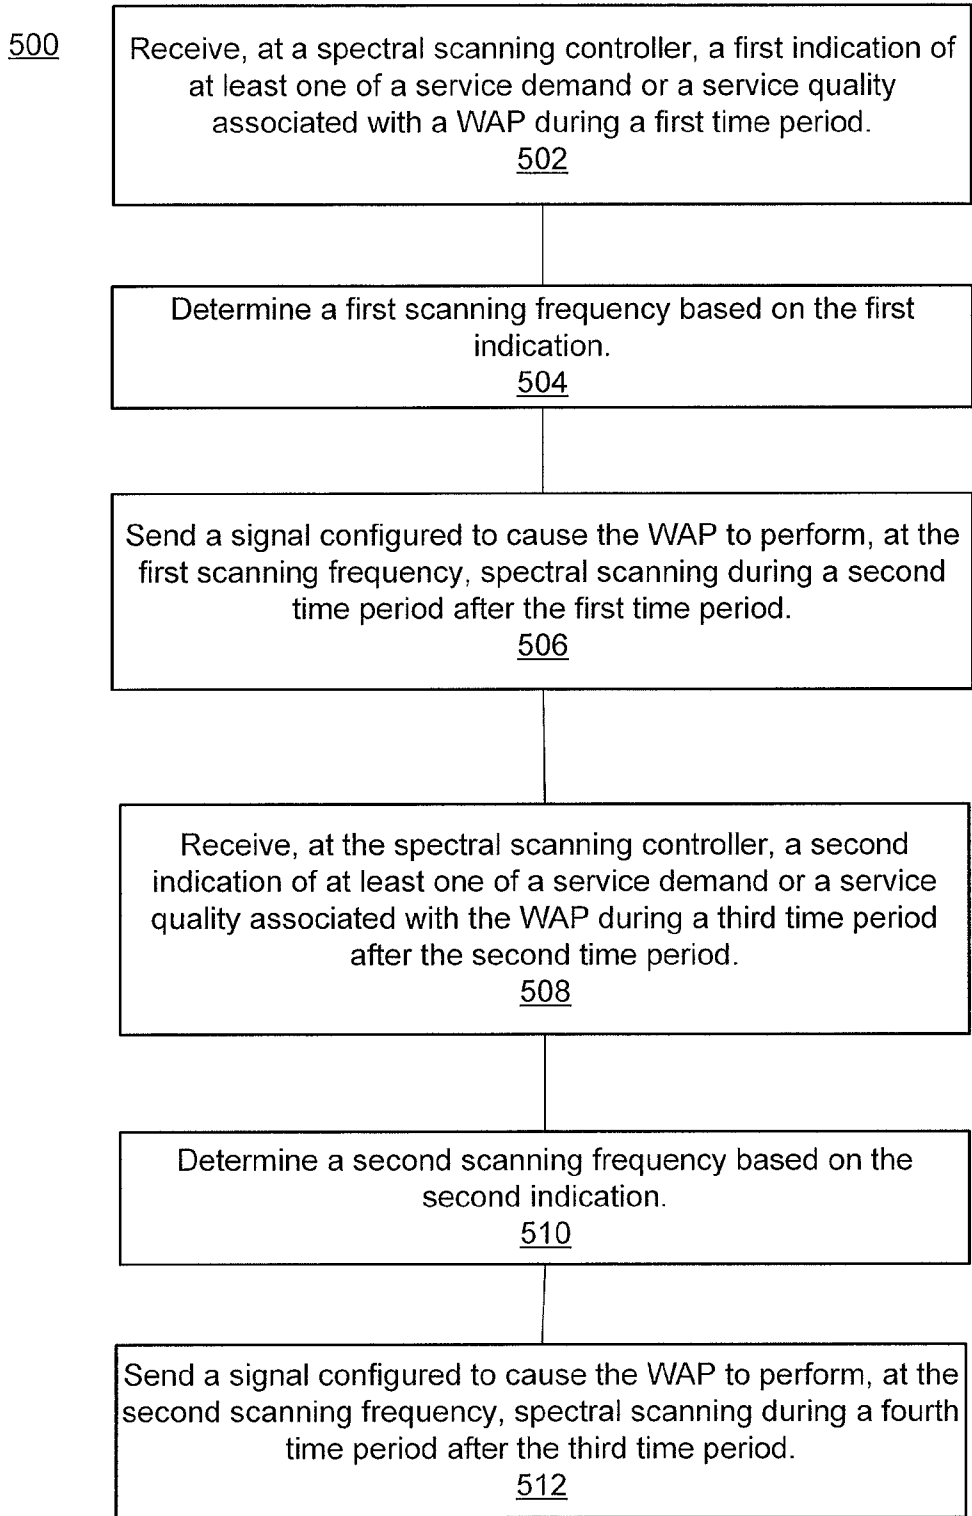 500
Receive, at a spectral scanning controller, a first indication of
at least one of a service demand or a service quality
associated with a WAP during a first time period.
502
Determine a first scanning frequency based on the first
indication.
504
Send a signal configured to cause the WAP to perform, at the
first scanning frequency, spectral scanning during a second
time period after the first time period.
506
Receive, at the spectral scanning controller, a second
indication of at least one of a service demand or a service
quality associated with the WAP during a third time period
after the second time period.
508
Determine a second scanning frequency based on the
second indication.
510
Send a signal configured to cause the WAP to perform, at the
second scanning frequency, spectral scanning during a fourth
time period after the third time period.
512